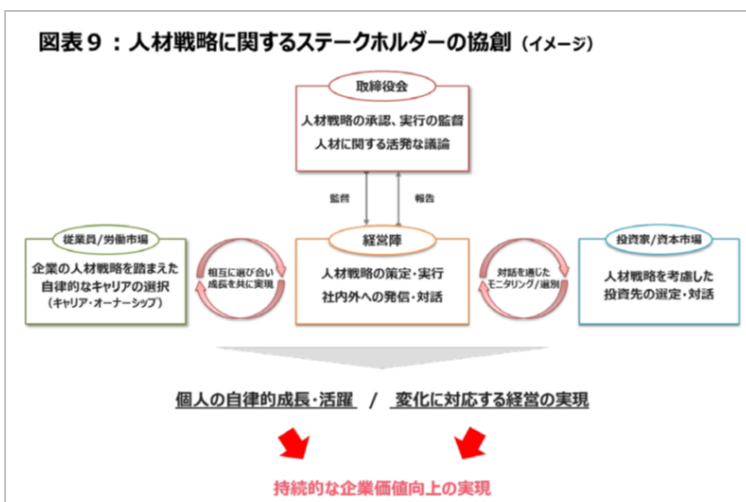 図表9：人材戦略に関するステークホルダーの協創（イメージ）
取締役会
人材戦略の承認、実行の監督
人材に関する活発な議論
監督
報告
従業員/労働市場
企業の人材戦略を踏まえた
自律的なキャリアの選択
（キャリア・オーナーシップ）
相互に選び合い
成長を共に実現
経営陣
人材戦略の策定・実行
社内外への発信・対話
対話を通じた
モニタリング/選別
投資家/資本市場
人材戦略を考慮した
投資先の選定・対話
個人の自律的成長・活躍 / 変化に対応する経営の実現
持続的な企業価値向上の実現